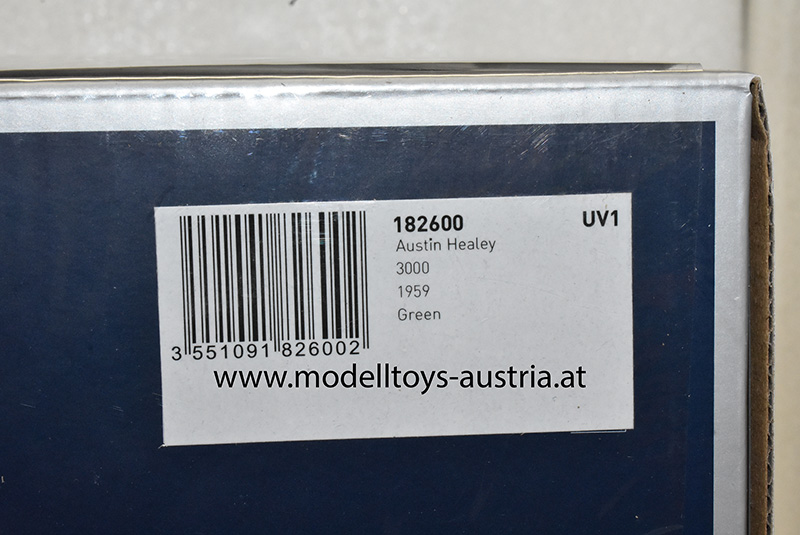 182600 UV1
Austin Healey
3000
1959
Green
3 551091 826002
www.modelltoys-austria.at